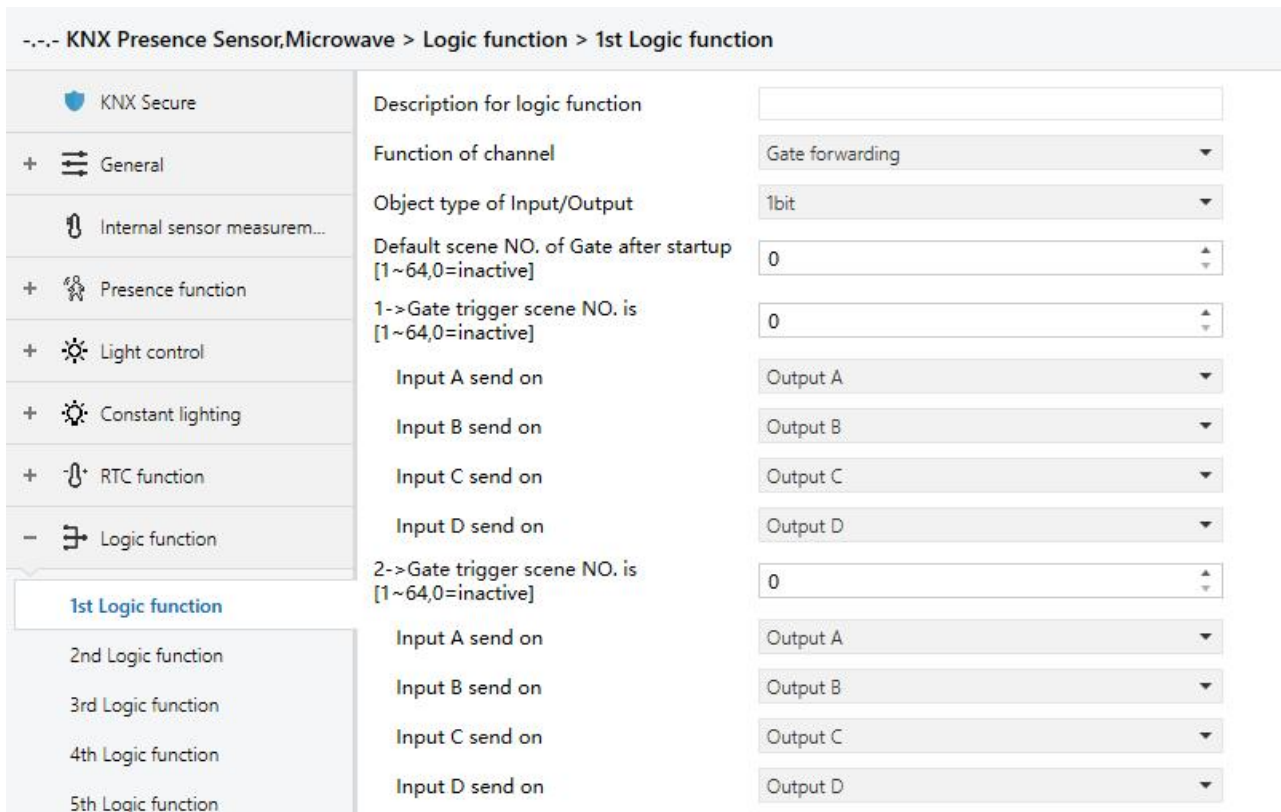 -.-.- KNX Presence Sensor,Microwave > Logic function > 1st Logic function
KNX Secure
+ General
Internal sensor measurem...
+ Presence function
+ Light control
+ Constant lighting
+ RTC function
− Logic function
1st Logic function
2nd Logic function
3rd Logic function
4th Logic function
5th Logic function
Description for logic function
Function of channel Gate forwarding
Object type of Input/Output 1bit
Default scene NO. of Gate after startup
[1~64,0=inactive] 0
1->Gate trigger scene NO. is
[1~64,0=inactive] 0
Input A send on Output A
Input B send on Output B
Input C send on Output C
Input D send on Output D
2->Gate trigger scene NO. is
[1~64,0=inactive] 0
Input A send on Output A
Input B send on Output B
Input C send on Output C
Input D send on Output D